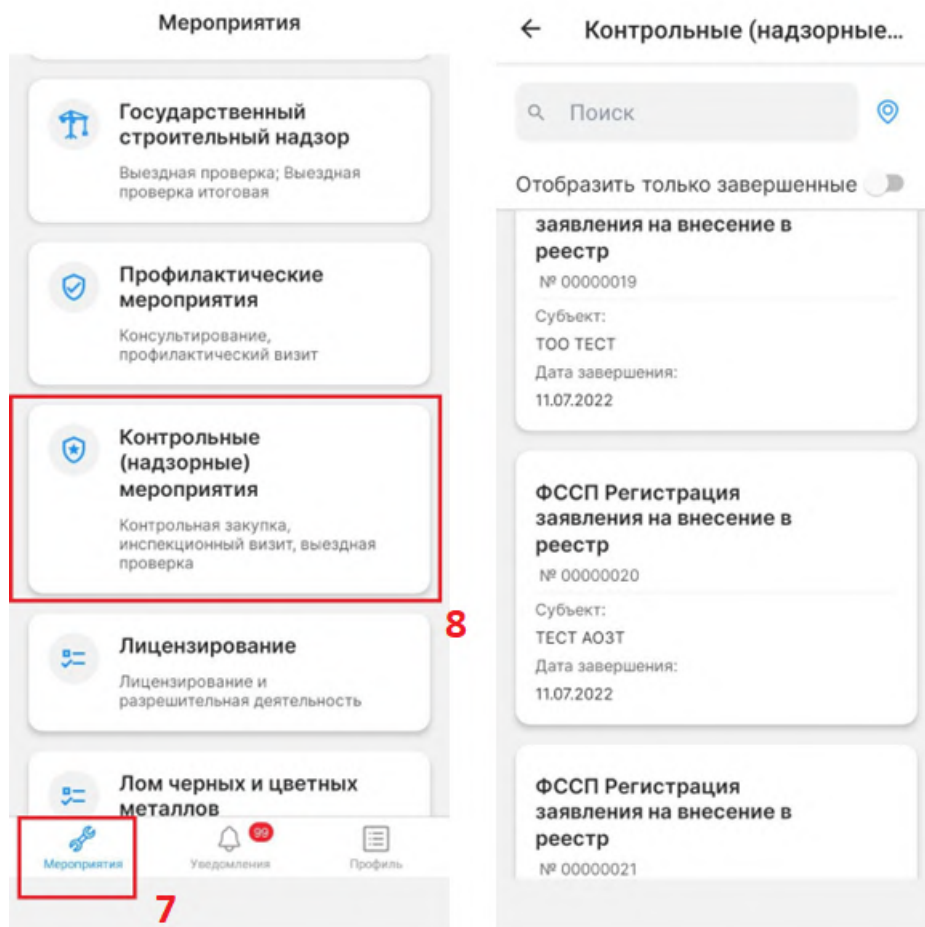 Мероприятия
Государственный
строительный надзор
Выездная проверка; Выездная
проверка итоговая
Профилактические
мероприятия
Консультирование,
профилактический визит
Контрольные
(надзорные)
мероприятия
Контрольная закупка,
инспекционный визит, выездная
проверка
8
Лицензирование
Лицензирование и
разрешительная деятельность
Лом черных и цветных
металлов
99
Мероприятия
Уведомления
Профиль
7
Контрольные (надзорные...
Поиск
Отобразить только завершенные
заявления на внесение в
реестр
№ 00000019
Субъект:
ТОО ТЕСТ
Дата завершения:
11.07.2022
ФССП Регистрация
заявления на внесение в
реестр
№ 00000020
Субъект:
ТЕСТ АОЗТ
Дата завершения:
11.07.2022
ФССП Регистрация
заявления на внесение в
реестр
№ 00000021